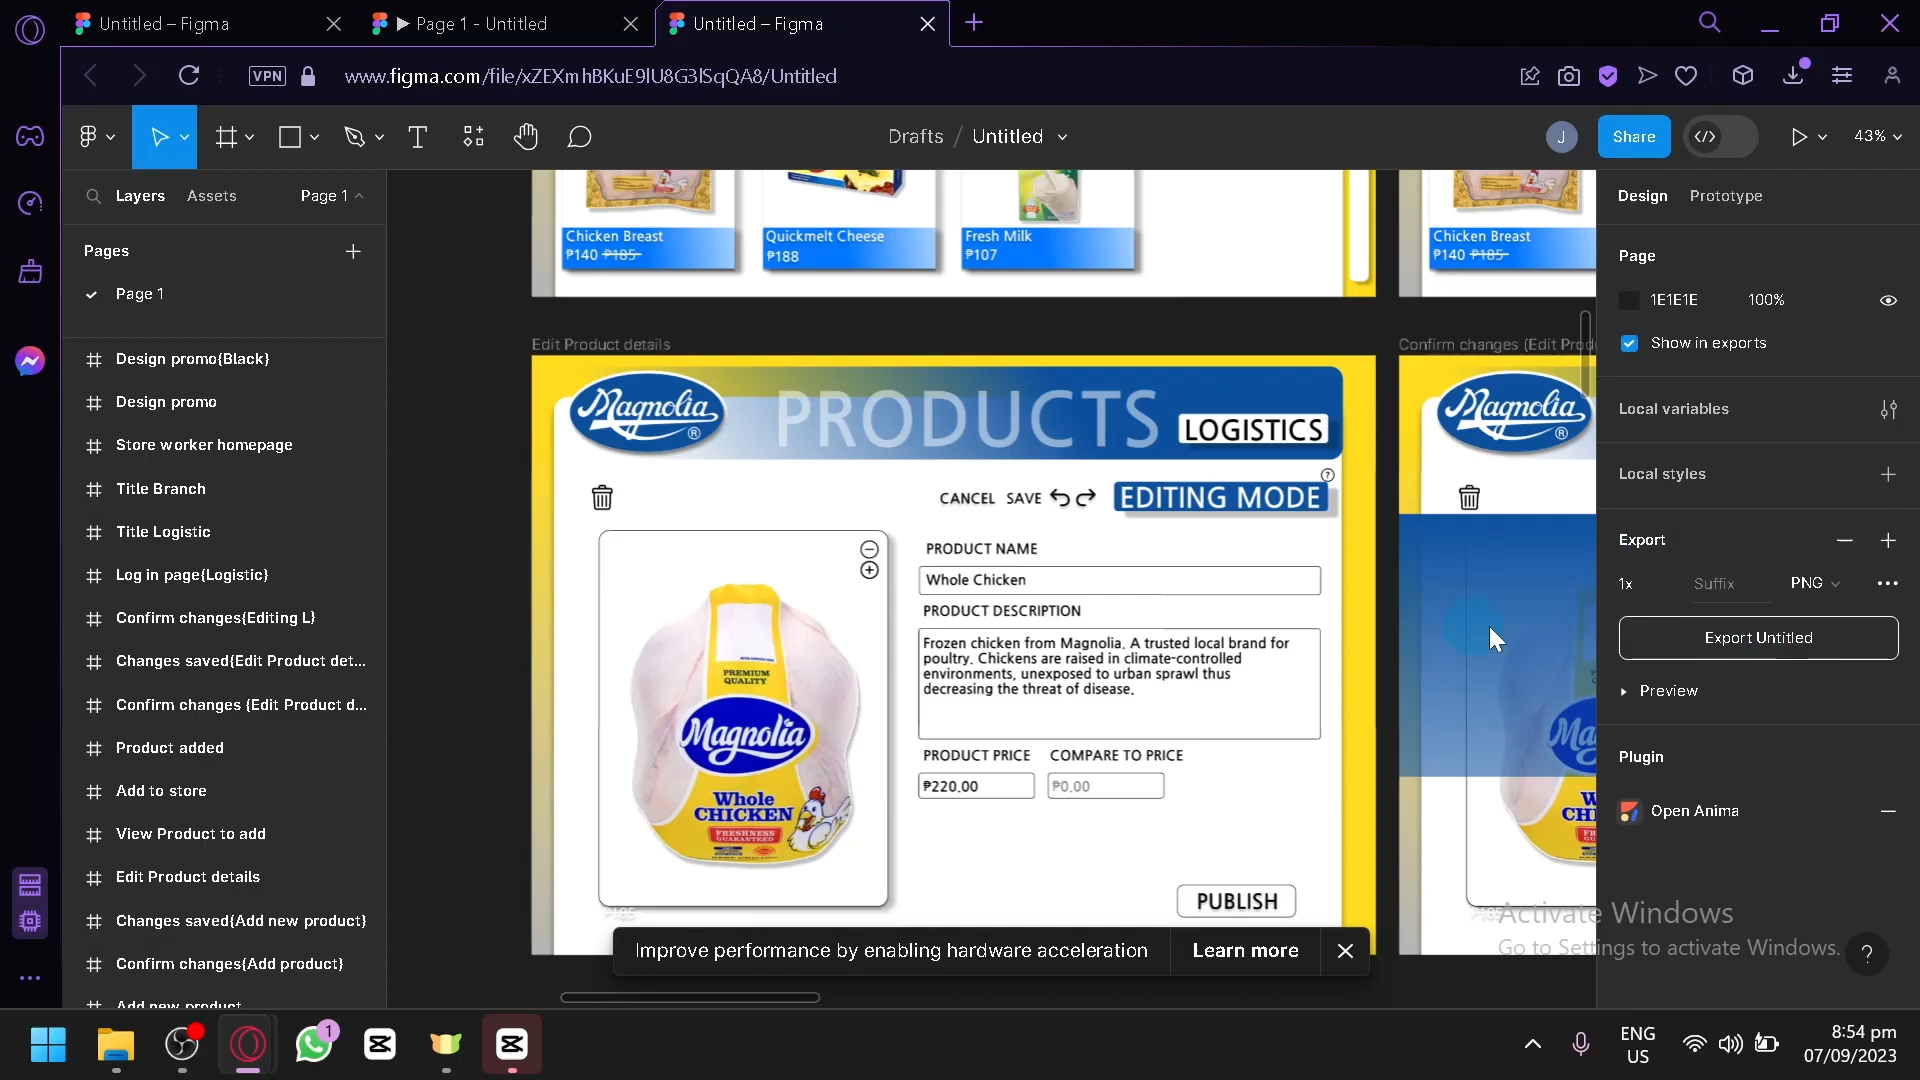 Untitled – Figma
▶ Page 1 - Untitled
Untitled – Figma
VPN
www.figma.com/file/xZEXmhBKuE9lU8G3lSqQA8/Untitled
Drafts / Untitled
J
Share
43%
Layers
Assets
Page 1
Pages
Page 1
Design promo{Black}
Design promo
Store worker homepage
Title Branch
Title Logistic
Log in page{Logistic}
Confirm changes{Editing L}
Changes saved{Edit Product det...
Confirm changes (Edit Product d...
Product added
Add to store
View Product to add
Edit Product details
Changes saved{Add new product}
Confirm changes{Add product}
Add new product
Chicken Breast
₱140 ₱185
Quickmelt Cheese
₱188
Fresh Milk
₱107
Chicken Breast
₱140 ₱185
Edit Product details
Confirm changes (Edit Prod
Magnolia
PRODUCTS
LOGISTICS
CANCEL SAVE
EDITING MODE
PRODUCT NAME
Whole Chicken
PRODUCT DESCRIPTION
Frozen chicken from Magnolia. A trusted local brand for
poultry. Chickens are raised in climate-controlled
environments, unexposed to urban sprawl thus
decreasing the threat of disease.
PRODUCT PRICE
COMPARE TO PRICE
₱220.00
₱0.00
PREMIUM
QUALITY
Magnolia
Whole
CHICKEN
FRESHNESS
GUARANTEED
₱185
PUBLISH
Magnolia
Improve performance by enabling hardware acceleration
Learn more
Design
Prototype
Page
1E1E1E
100%
Show in exports
Local variables
Local styles
Export
1x
Suffix
PNG
Export Untitled
Preview
Plugin
Open Anima
Activate Windows
Go to Settings to activate Windows.
?
1
ENG
US
8:54 pm
07/09/2023